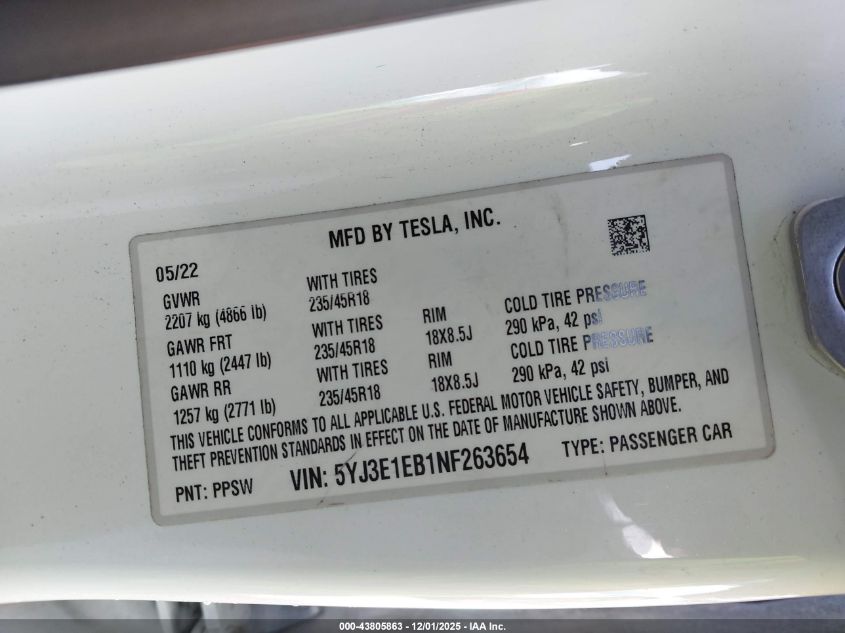 MFD BY TESLA, INC.
05/22
GVWR WITH TIRES
2207 kg (4866 lb) 235/45R18 RIM COLD TIRE PRESSURE
GAWR FRT WITH TIRES 18X8.5J 290 kPa, 42 psi
1110 kg (2447 lb) 235/45R18 RIM COLD TIRE PRESSURE
GAWR RR WITH TIRES 18X8.5J 290 kPa, 42 psi
1257 kg (2771 lb) 235/45R18
THIS VEHICLE CONFORMS TO ALL APPLICABLE U.S. FEDERAL MOTOR VEHICLE SAFETY, BUMPER, AND
THEFT PREVENTION STANDARDS IN EFFECT ON THE DATE OF MANUFACTURE SHOWN ABOVE.
PNT: PPSW VIN: 5YJ3E1EB1NF263654 TYPE: PASSENGER CAR
000-43805863 - 12/01/2025 - IAA Inc.